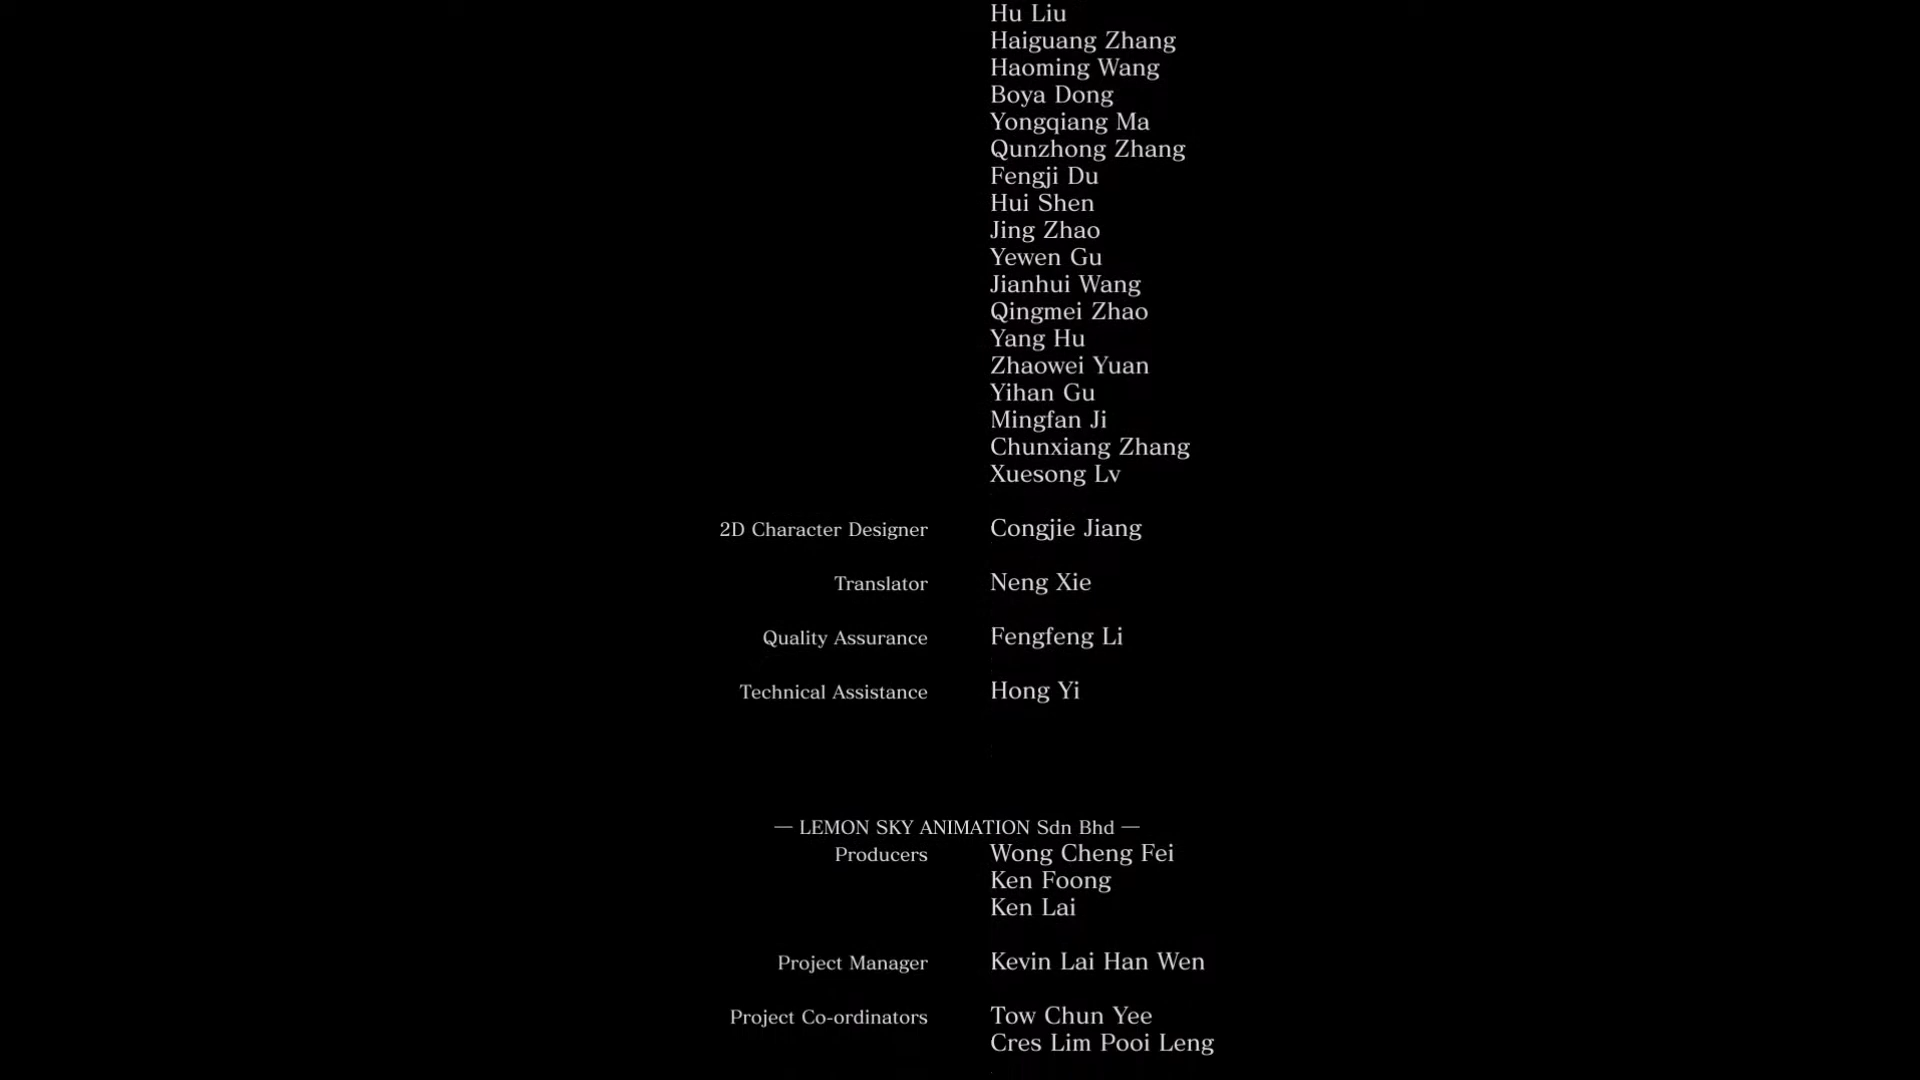 Hu Liu
Haiguang Zhang
Haoming Wang
Boya Dong
Yongqiang Ma
Qunzhong Zhang
Fengji Du
Hui Shen
Jing Zhao
Yewen Gu
Jianhui Wang
Qingmei Zhao
Yang Hu
Zhaowei Yuan
Yihan Gu
Mingfan Ji
Chunxiang Zhang
Xuesong Lv
2D Character Designer Congjie Jiang
Translator Neng Xie
Quality Assurance Fengfeng Li
Technical Assistance Hong Yi
— LEMON SKY ANIMATION Sdn Bhd —
Producers Wong Cheng Fei
Ken Foong
Ken Lai
Project Manager Kevin Lai Han Wen
Project Co-ordinators Tow Chun Yee
Cres Lim Pooi Leng